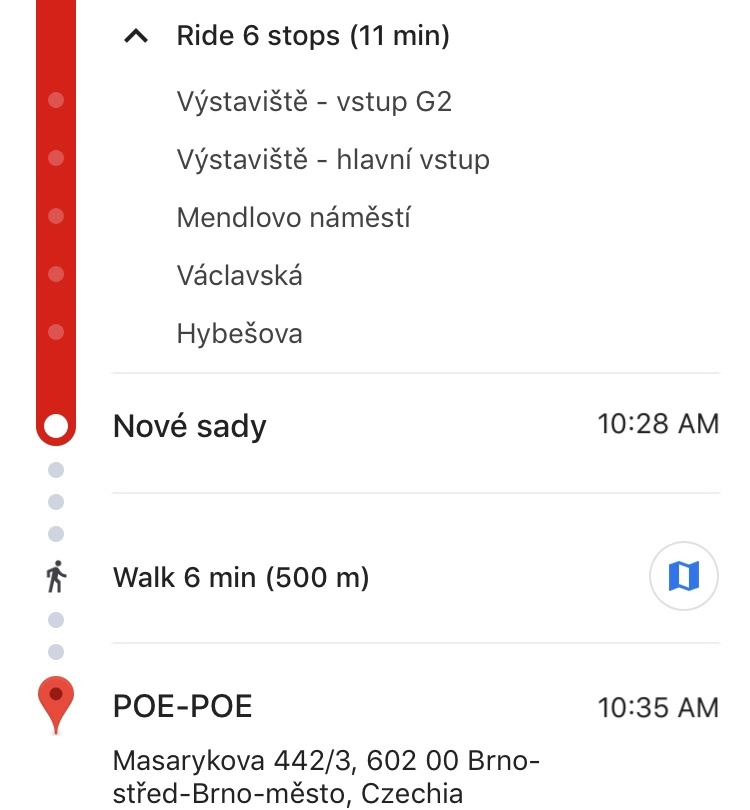 Ride 6 stops (11 min)
Výstaviště - vstup G2
Výstaviště - hlavní vstup
Mendlovo náměstí
Václavská
Hybešova
Nové sady 10:28 AM
Walk 6 min (500 m)
POE-POE 10:35 AM
Masarykova 442/3, 602 00 Brno-
střed-Brno-město, Czechia